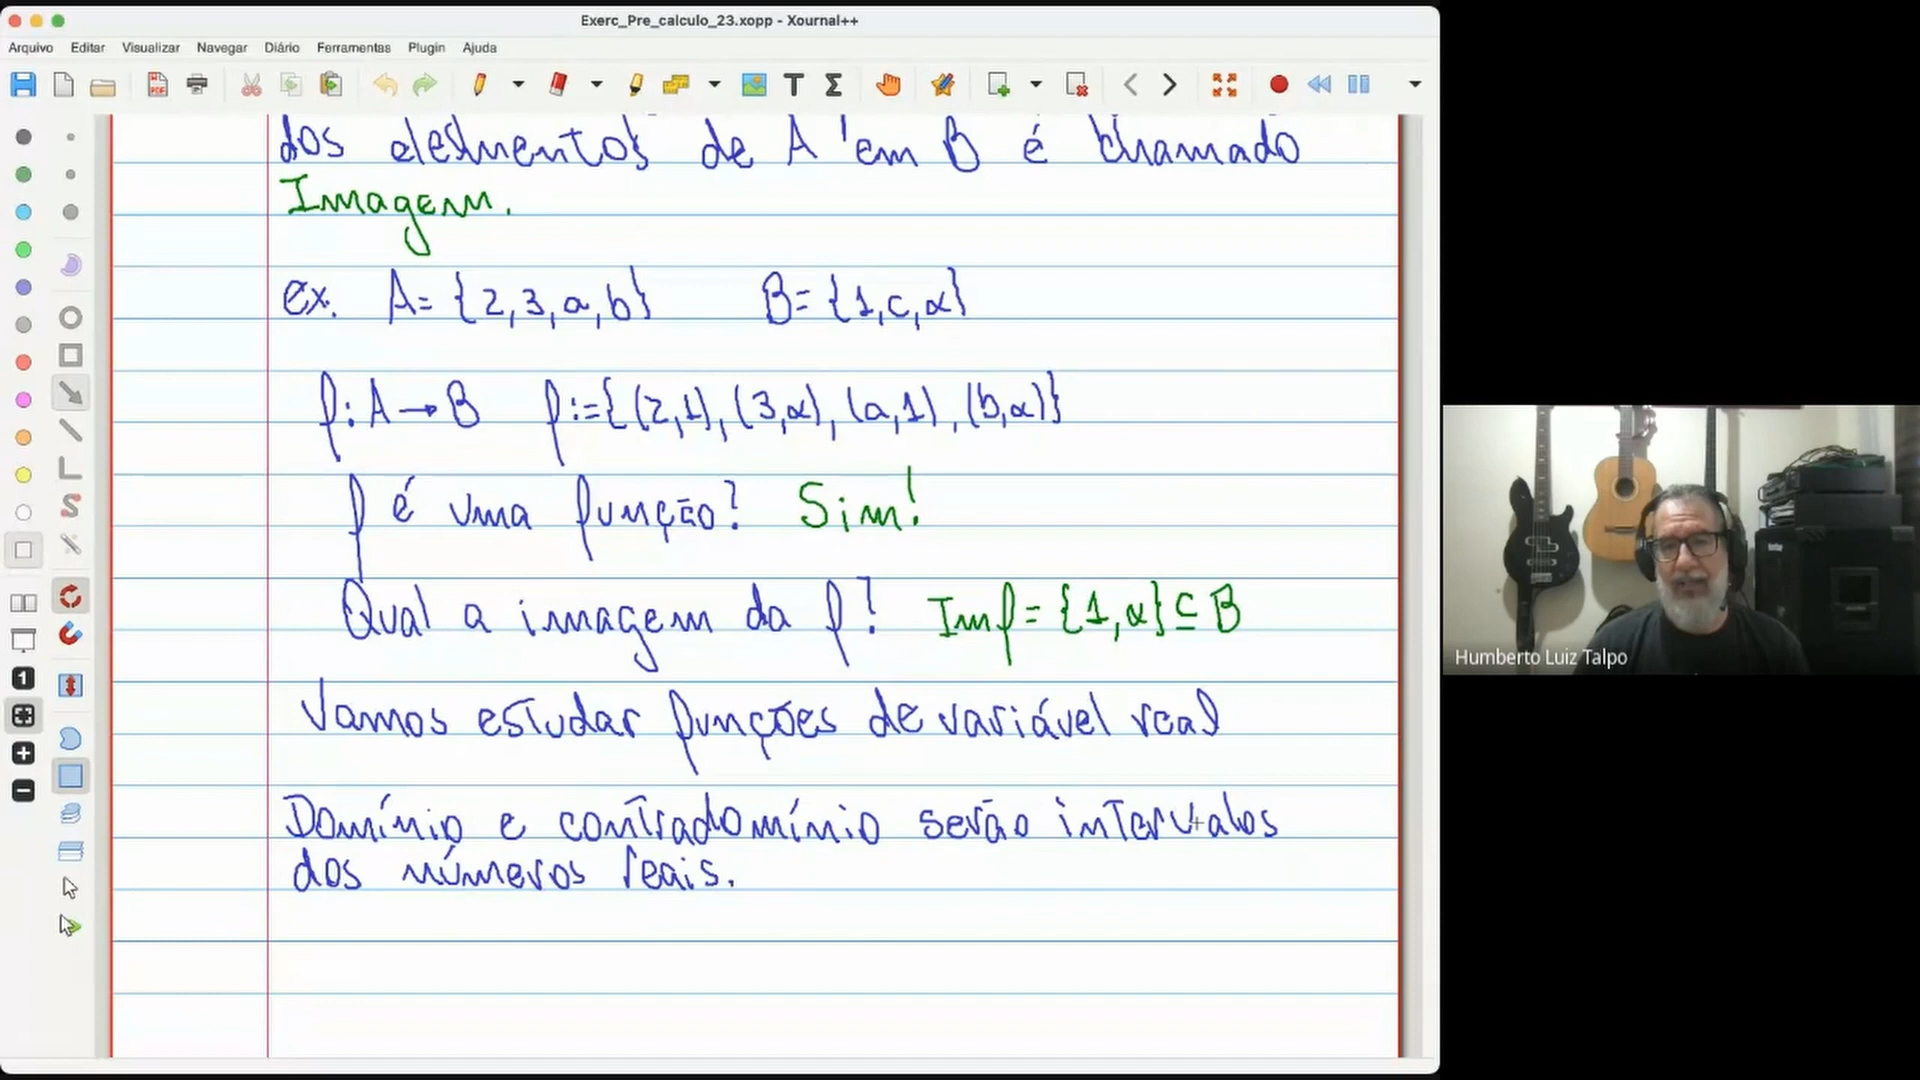 Exerc_Pre_calculo_23.xopp - Xournal++
Arquivo Editar Visualizar Navegar Diário Ferramentas Plugin Ajuda
dos elementos de A em B é chamado
Imagem.
ex. A = {2,3,a,b} B = {1,c,α}
f: A → B f := {(2,1), (3,α), (a,1), (b,α)}
f é uma função? Sim!
Qual a imagem da f? Imf = {1,α} ⊆ B
Vamos estudar funções de variável real
Domínio e contradomínio serão intervalos
dos números reais.
Humberto Luiz Talpo